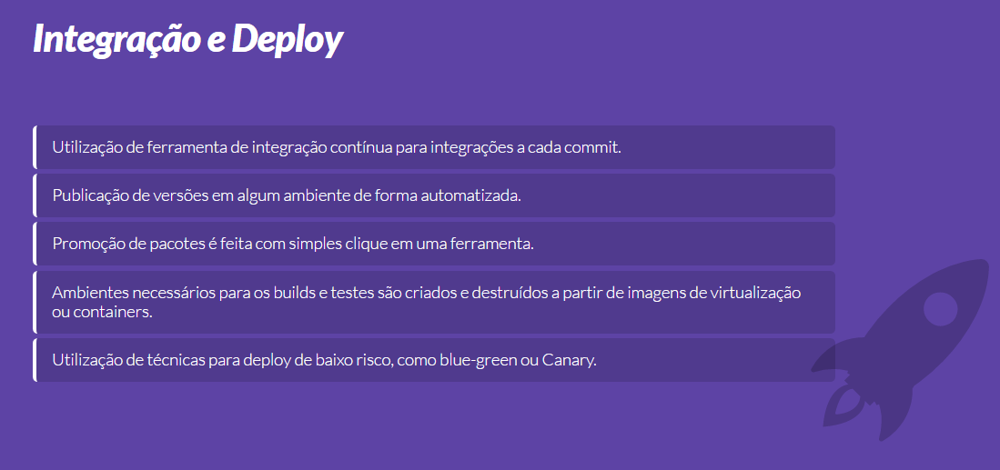 Integração e Deploy
Utilização de ferramenta de integração contínua para integrações a cada commit.
Publicação de versões em algum ambiente de forma automatizada.
Promoção de pacotes é feita com simples clique em uma ferramenta.
Ambientes necessários para os builds e testes são criados e destruídos a partir de imagens de virtualização
ou containers.
Utilização de técnicas para deploy de baixo risco, como blue-green ou Canary.